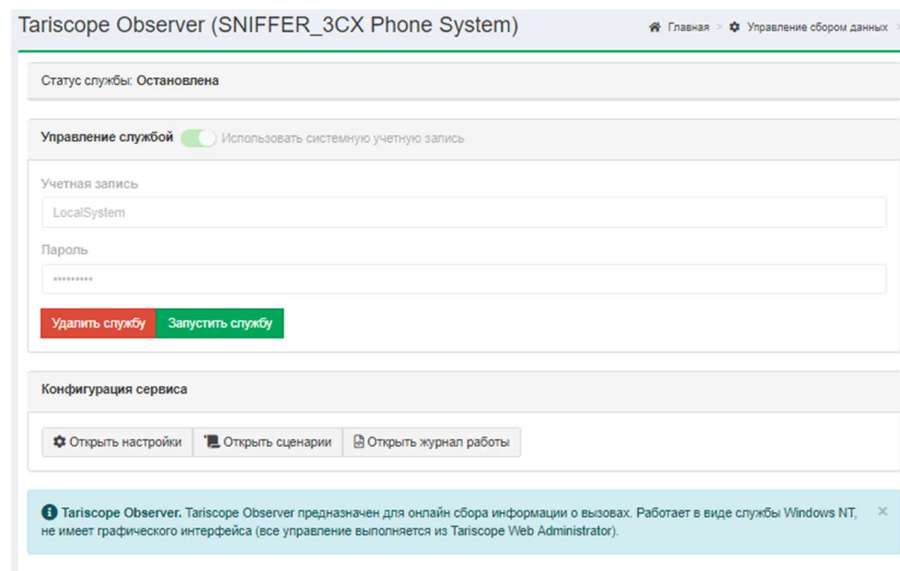 Tariscope Observer (SNIFFER_3CX Phone System)
Главная > Управление сбором данных >
Статус службы: Остановлена
Управление службой Использовать системную учетную запись
Учетная запись
LocalSystem
Пароль
*********
Удалить службу Запустить службу
Конфигурация сервиса
Открыть настройки Открыть сценарии Открыть журнал работы
Tariscope Observer. Tariscope Observer предназначен для онлайн сбора информации о вызовах. Работает в виде службы Windows NT, ×
не имеет графического интерфейса (все управление выполняется из Tariscope Web Administrator).